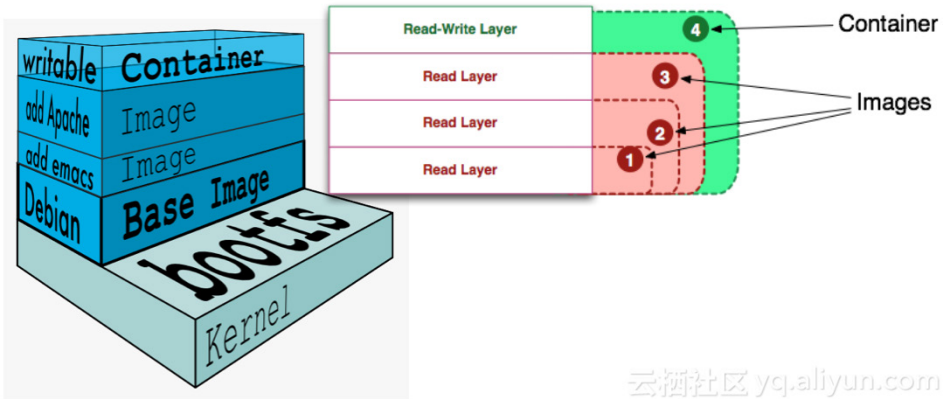 writable Container
add Apache Image
add emacs Image
Debian Base Image
bootfs
Kernel
Read-Write Layer
Read Layer
Read Layer
Read Layer
4
3
2
1
Container
Images
云栖社区 yq.aliyun.com